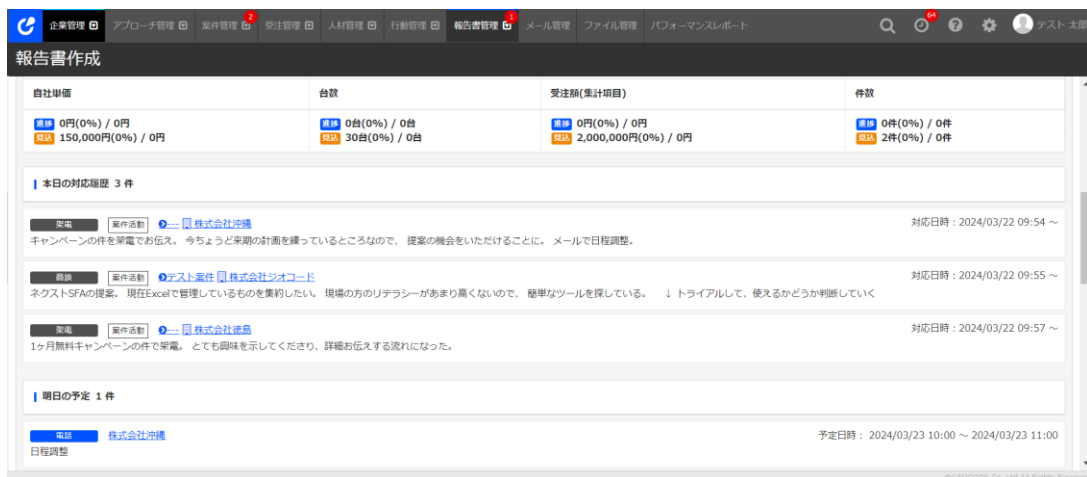 企業管理 アプローチ管理 案件管理 2 受注管理 人材管理 行動管理 報告書管理 1 メール管理 ファイル管理 パフォーマンスレポート 64 テスト 太郎
報告書作成
自社単価 台数 受注額(集計項目) 件数
進捗 0円(0%) / 0円 進捗 0台(0%) / 0台 進捗 0円(0%) / 0円 進捗 0件(0%) / 0件
見込 150,000円(0%) / 0円 見込 30台(0%) / 0台 見込 2,000,000円(0%) / 0円 見込 2件(0%) / 0件
本日の対応履歴 3 件
架電 案件活動 --- 株式会社沖縄 対応日時：2024/03/22 09:54 ～
キャンペーンの件を架電でお伝え。 今ちょうど来期の計画を練っているところなので、 提案の機会をいただけることに。 メールで日程調整。
商談 案件活動 テスト案件 株式会社ジオコード 対応日時：2024/03/22 09:55 ～
ネクストSFAの提案。 現在Excelで管理しているものを集約したい。 現場の方のリテラシーがあまり高くないので、 簡単なツールを探している。 ↓ トライアルして、使えるかどうか判断していく
架電 案件活動 --- 株式会社徳島 対応日時：2024/03/22 09:57 ～
1ヶ月無料キャンペーンの件で架電。 とても興味を示してくださり、詳細お伝えする流れになった。
明日の予定 1 件
電話 株式会社沖縄 予定日時： 2024/03/23 10:00 ～ 2024/03/23 11:00
日程調整